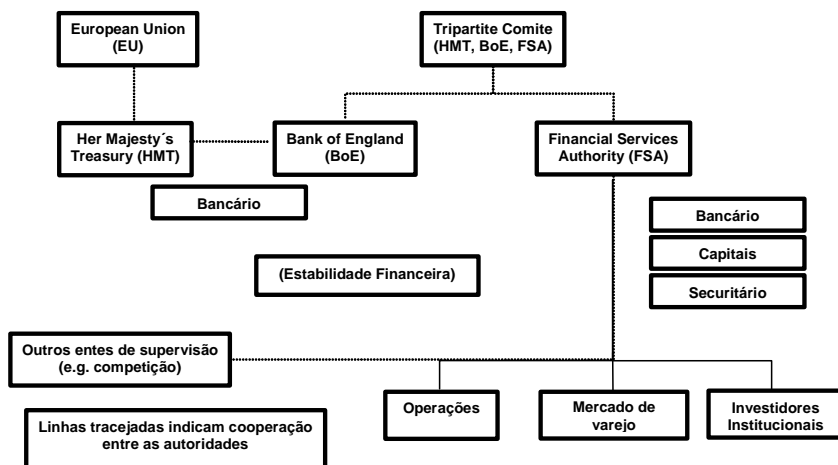 European Union
(EU)
Tripartite Comite
(HMT, BoE, FSA)
Her Majesty´s
Treasury (HMT)
Bank of England
(BoE)
Financial Services
Authority (FSA)
Bancário
Bancário
Capitais
Securitário
(Estabilidade Financeira)
Outros entes de supervisão
(e.g. competição)
Operações
Mercado de
varejo
Investidores
Institucionais
Linhas tracejadas indicam cooperação
entre as autoridades